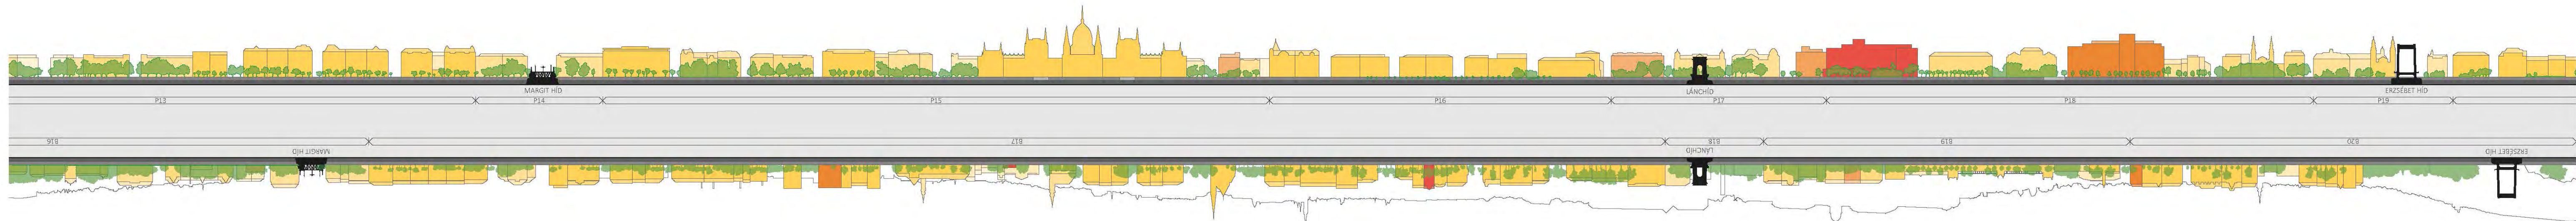 MARGIT HÍD
LÁNCHÍD
ERZSÉBET HÍD
P13
P14
P15
P16
P17
P18
P19
B16
B17
B18
B19
B20
MARGIT HÍD
LÁNCHÍD
ERZSÉBET HÍD